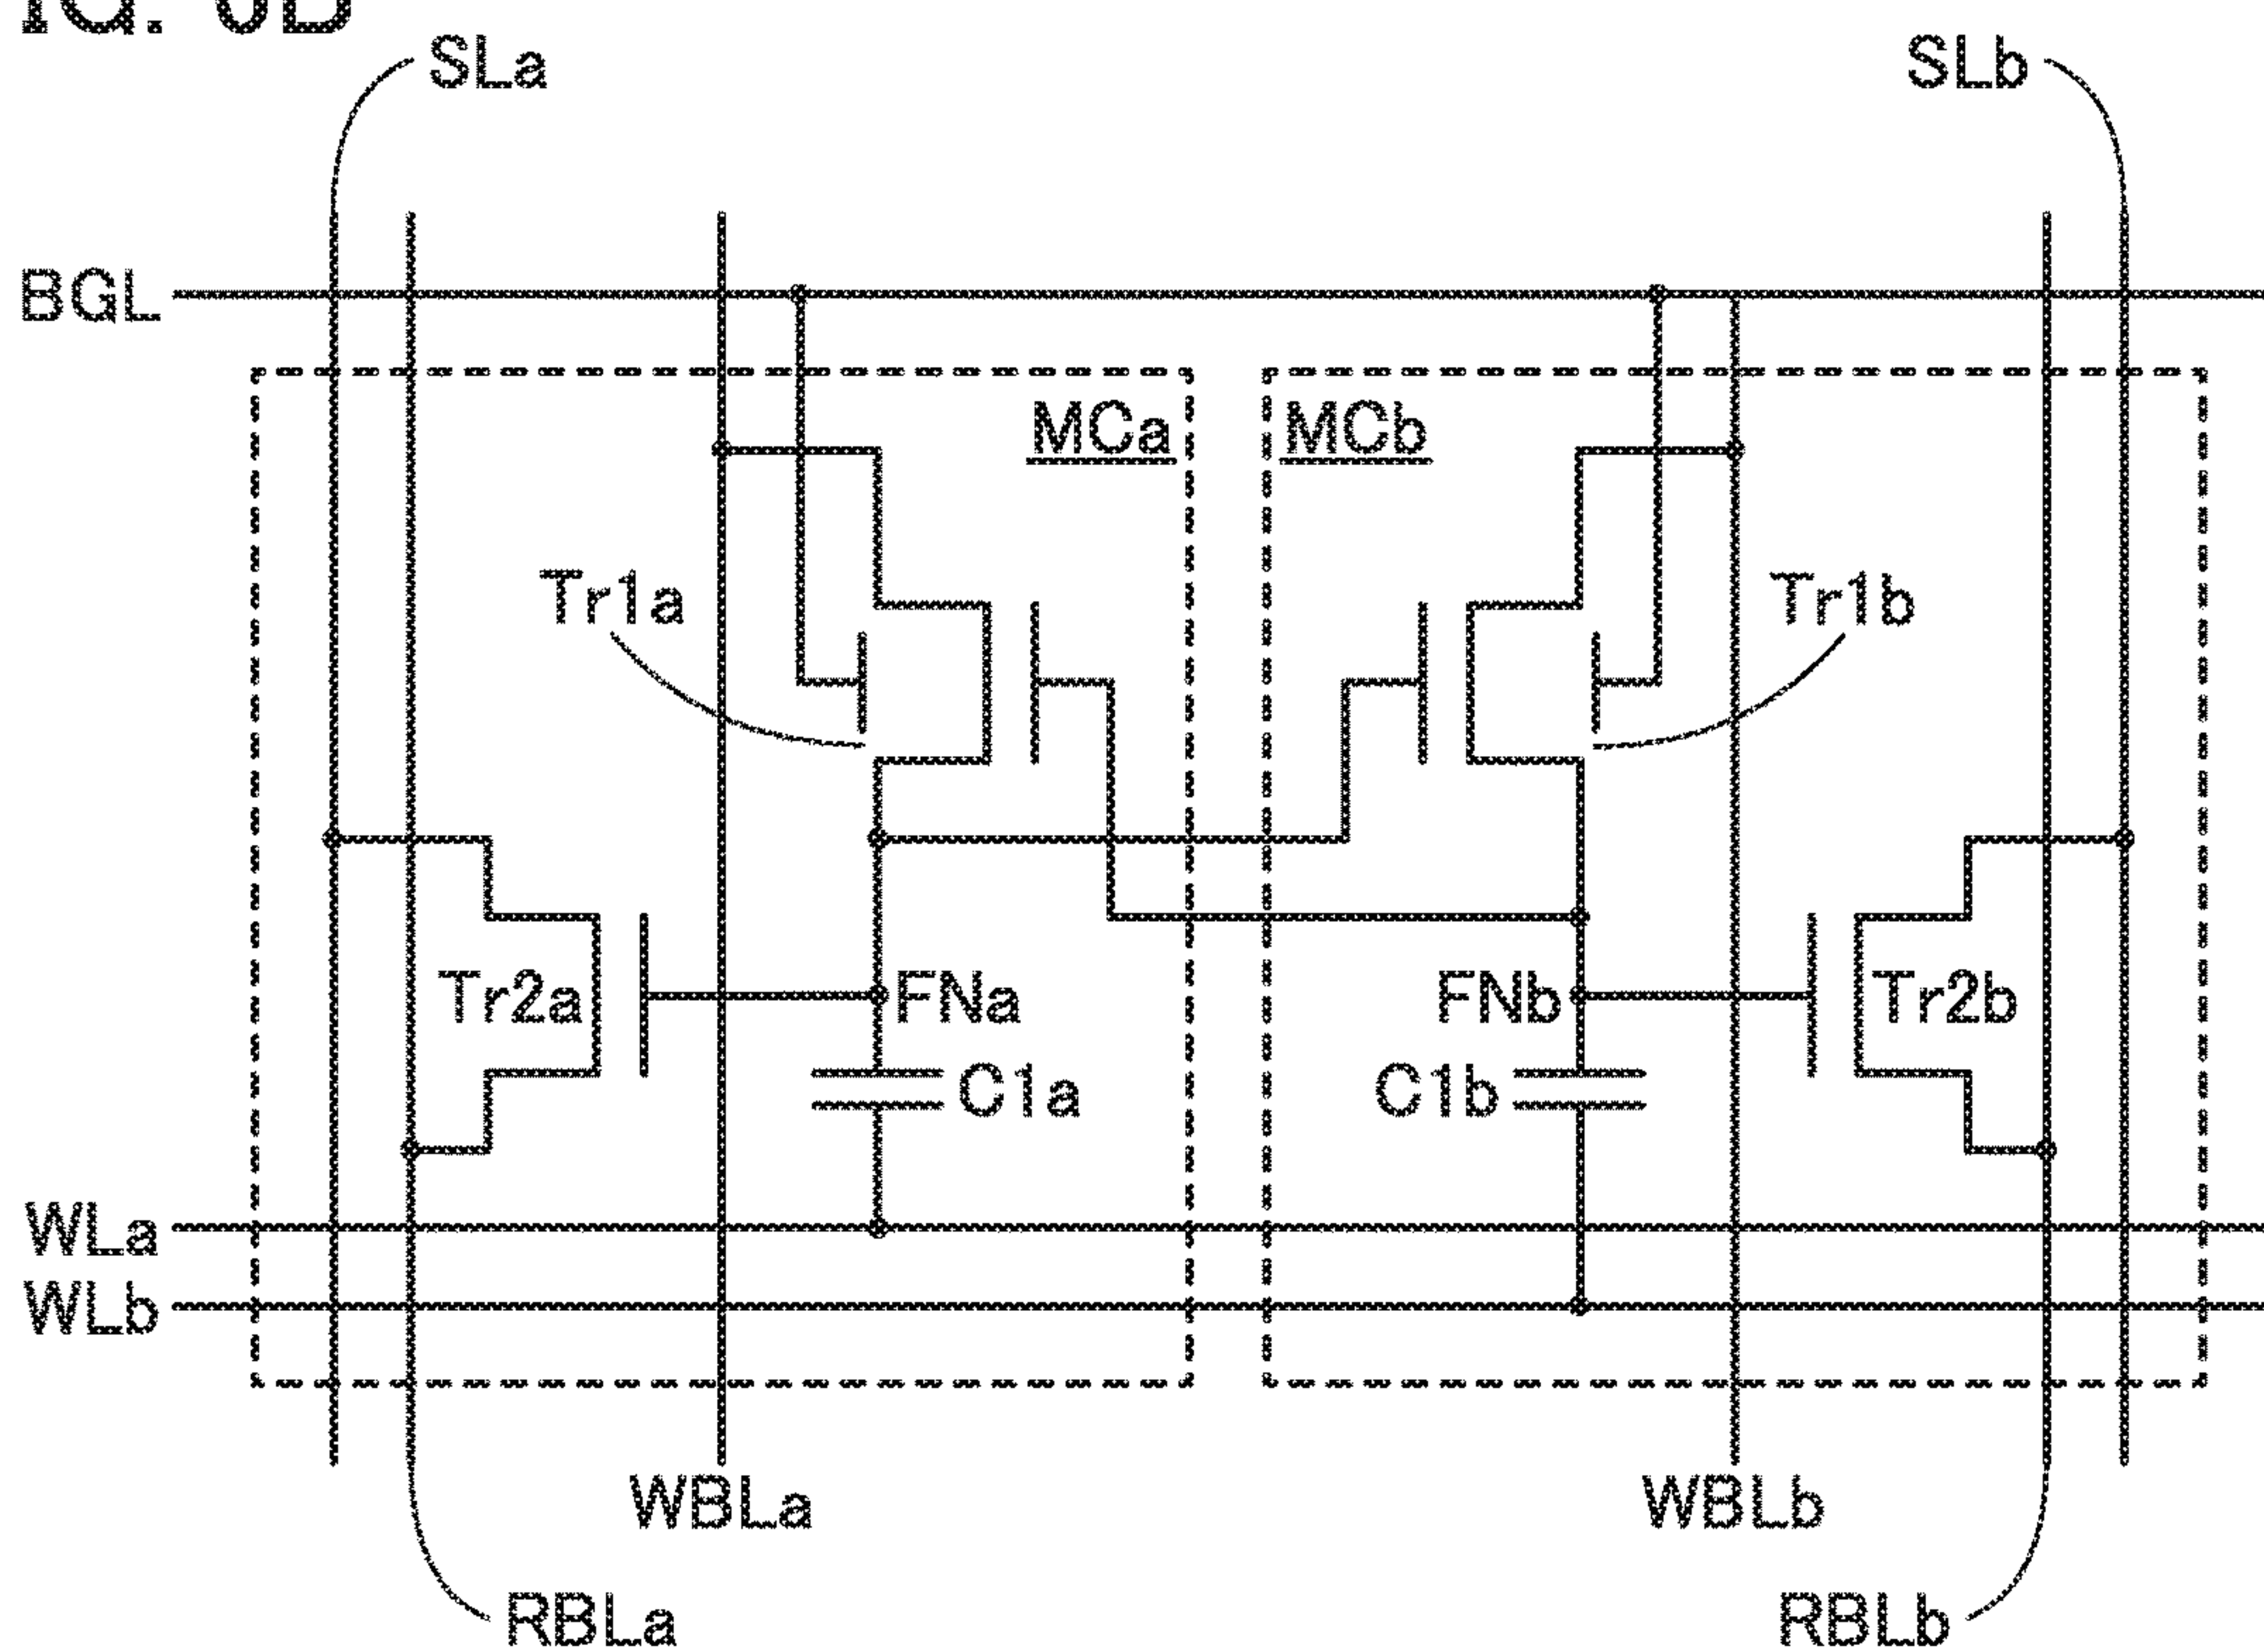 SLa SLb
BGL
MCa MCb
Tr1a Tr1b
Tr2a FNa FNb Tr2b
C1a C1b
WLa
WLb
WBLa WBLb
RBLa RBLb